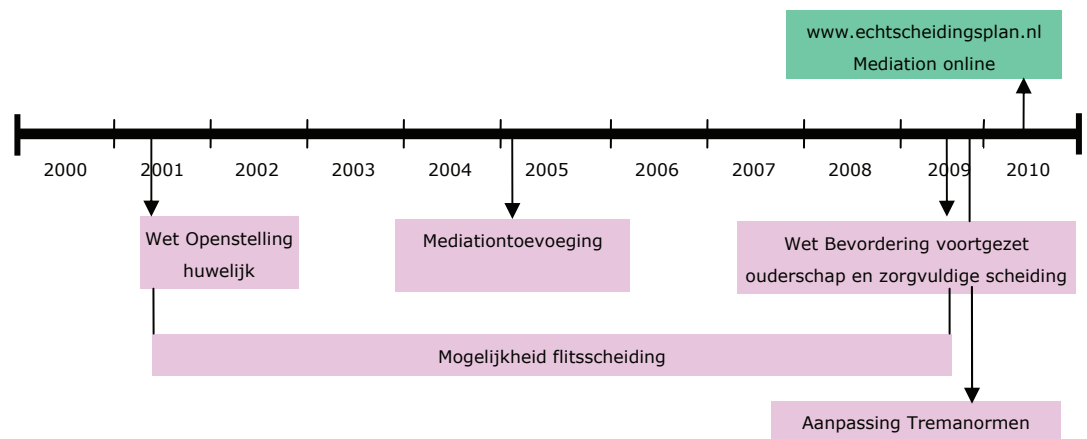 www.echtscheidingsplan.nl
Mediation online
2000 2001 2002 2003 2004 2005 2006 2007 2008 2009 2010
Wet Openstelling
huwelijk
Mediationtoevoeging
Wet Bevordering voortgezet
ouderschap en zorgvuldige scheiding
Mogelijkheid flitsscheiding
Aanpassing Tremanormen